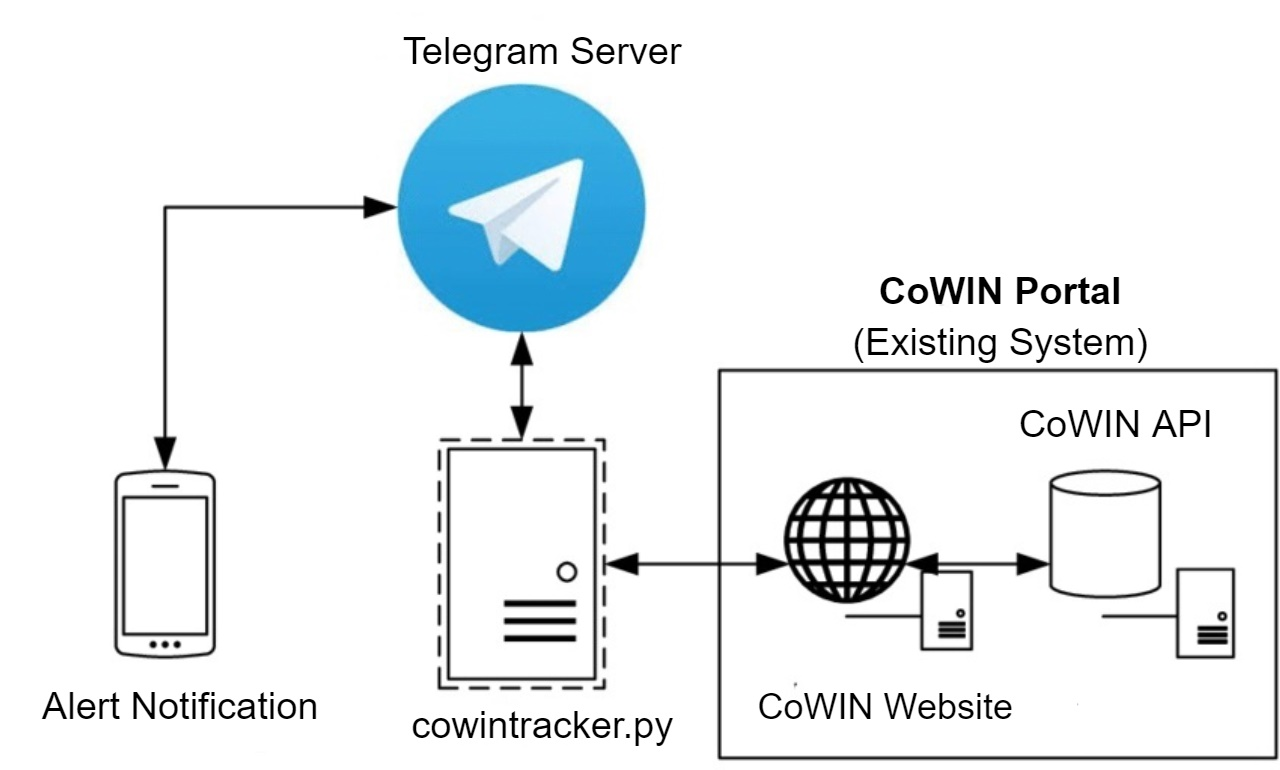 Telegram Server
CoWIN Portal
(Existing System)
CoWIN API
Alert Notification
cowintracker.py
CoWIN Website